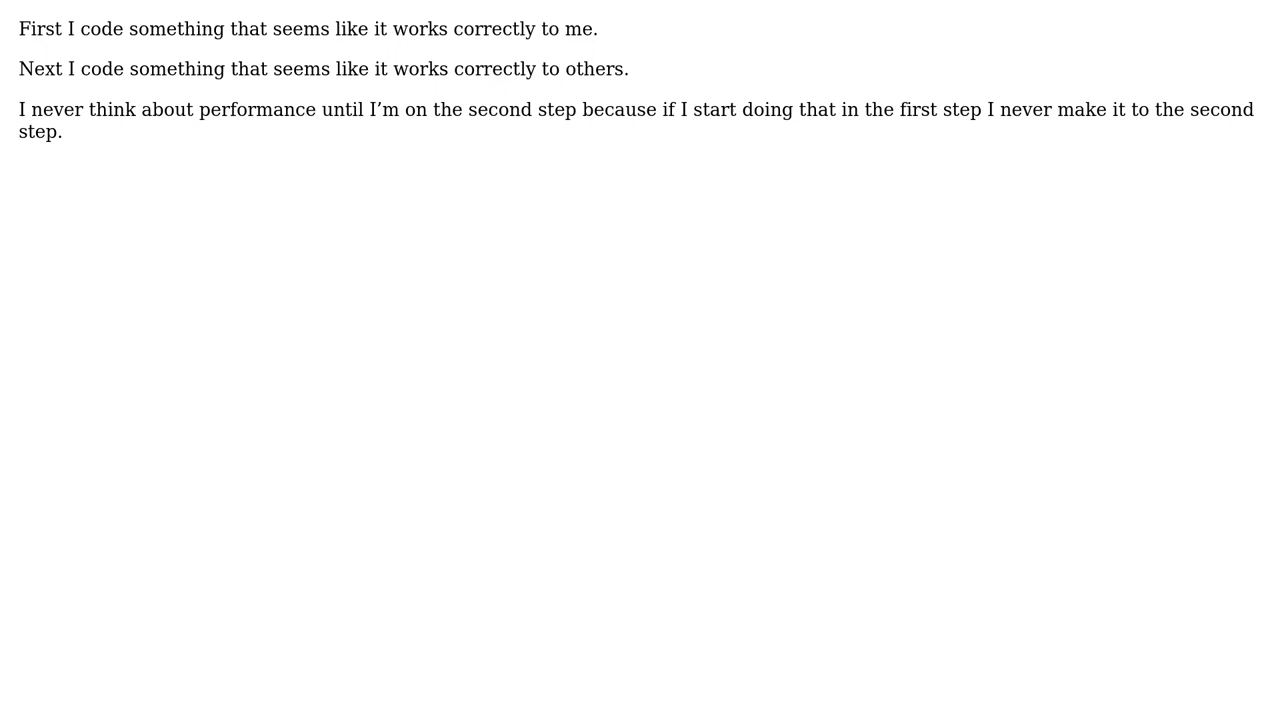 First I code something that seems like it works correctly to me.
Next I code something that seems like it works correctly to others.
I never think about performance until I’m on the second step because if I start doing that in the first step I never make it to the second
step.